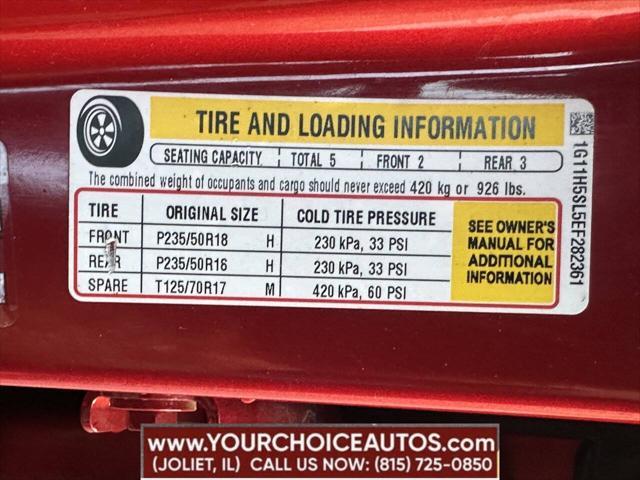 TIRE AND LOADING INFORMATION
SEATING CAPACITY TOTAL 5 FRONT 2 REAR 3
The combined weight of occupants and cargo should never exceed 420 kg or 926 lbs.
TIRE ORIGINAL SIZE COLD TIRE PRESSURE
FRONT P235/50R18 H 230 kPa, 33 PSI
REAR P235/50R16 H 230 kPa, 33 PSI
SPARE T125/70R17 M 420 kPa, 60 PSI
SEE OWNER'S
MANUAL FOR
ADDITIONAL
INFORMATION
1G11H5SL5EF282361
WWW.YOURCHOICEAUTOS.COM
(JOLIET, IL) CALL US NOW: (815) 725-0850